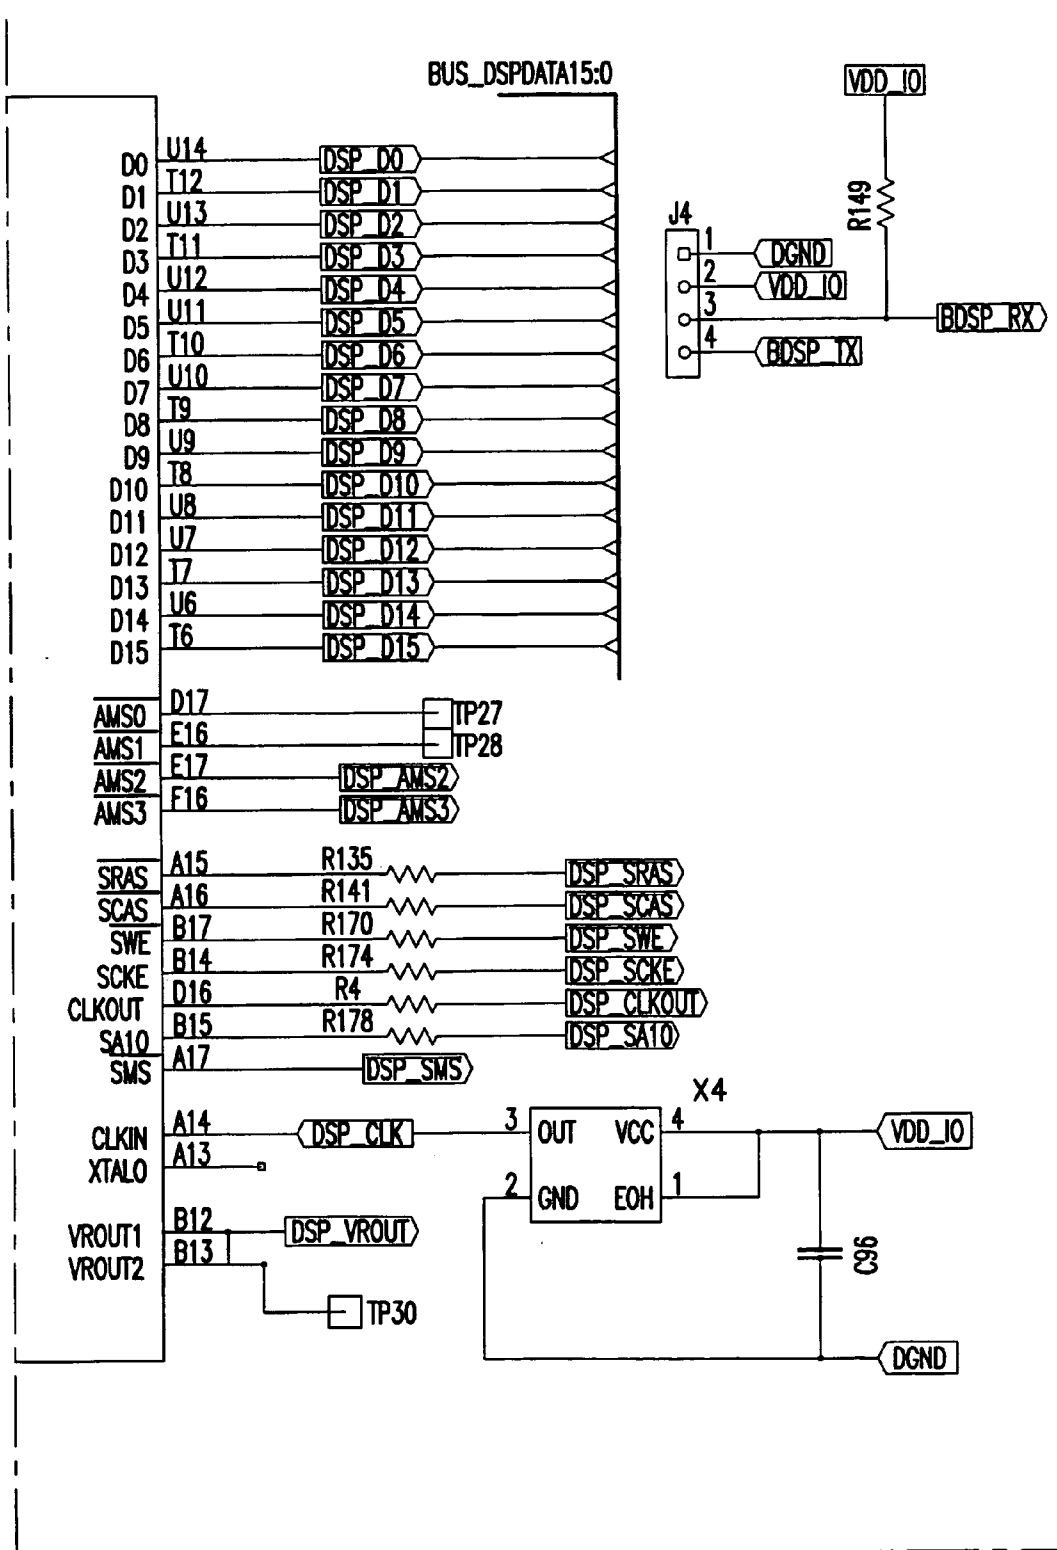 BUS_DSPDATA15:0
VDD_IO
D0 U14 DSP_D0
D1 T12 DSP_D1
D2 U13 DSP_D2
D3 T11 DSP_D3
D4 U12 DSP_D4
D5 U11 DSP_D5
D6 T10 DSP_D6
D7 U10 DSP_D7
D8 T9 DSP_D8
D9 U9 DSP_D9
D10 T8 DSP_D10
D11 U8 DSP_D11
D12 U7 DSP_D12
D13 T7 DSP_D13
D14 U6 DSP_D14
D15 T6 DSP_D15
R149
J4
1 DGND
2 VDD_IO
3 BDSP_RX
4 BDSP_TX
AMS0 D17 TP27
AMS1 E16 TP28
AMS2 E17 DSP_AMS2
AMS3 F16 DSP_AMS3
SRAS A15 R135 DSP_SRAS
SCAS A16 R141 DSP_SCAS
SWE B17 R170 DSP_SWE
SCKE B14 R174 DSP_SCKE
CLKOUT D16 R4 DSP_CLKOUT
SA10 B15 R178 DSP_SA10
SMS A17 DSP_SMS
X4
CLKIN A14 DSP_CLK 3 OUT VCC 4 VDD_IO
XTALO A13
2 GND EOH 1
VROUT1 B12 DSP_VROUT
VROUT2 B13
C96
TP30
DGND